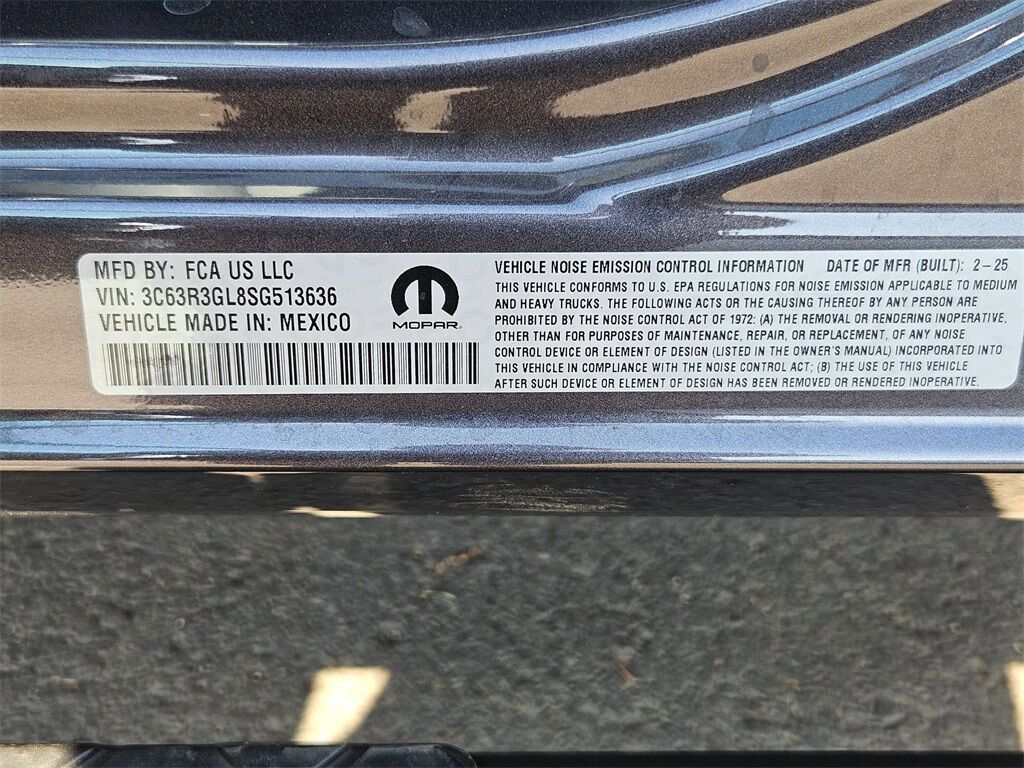 MFD BY: FCA US LLC
VIN: 3C63R3GL8SG513636
VEHICLE MADE IN: MEXICO
MOPAR®
VEHICLE NOISE EMISSION CONTROL INFORMATION DATE OF MFR (BUILT): 2-25
THIS VEHICLE CONFORMS TO U.S. EPA REGULATIONS FOR NOISE EMISSION APPLICABLE TO MEDIUM
AND HEAVY TRUCKS. THE FOLLOWING ACTS OR THE CAUSING THEREOF BY ANY PERSON ARE
PROHIBITED BY THE NOISE CONTROL ACT OF 1972: (A) THE REMOVAL OR RENDERING INOPERATIVE,
OTHER THAN FOR PURPOSES OF MAINTENANCE, REPAIR, OR REPLACEMENT, OF ANY NOISE
CONTROL DEVICE OR ELEMENT OF DESIGN (LISTED IN THE OWNER'S MANUAL) INCORPORATED INTO
THIS VEHICLE IN COMPLIANCE WITH THE NOISE CONTROL ACT; (B) THE USE OF THIS VEHICLE
AFTER SUCH DEVICE OR ELEMENT OF DESIGN HAS BEEN REMOVED OR RENDERED INOPERATIVE.